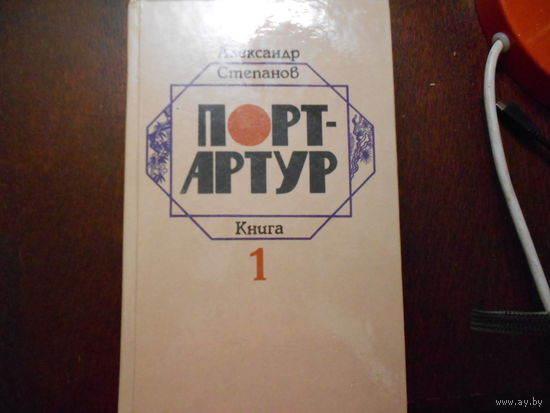 Александр
Степанов
ПОРТ-
АРТУР
Книга
1
www.ay.by